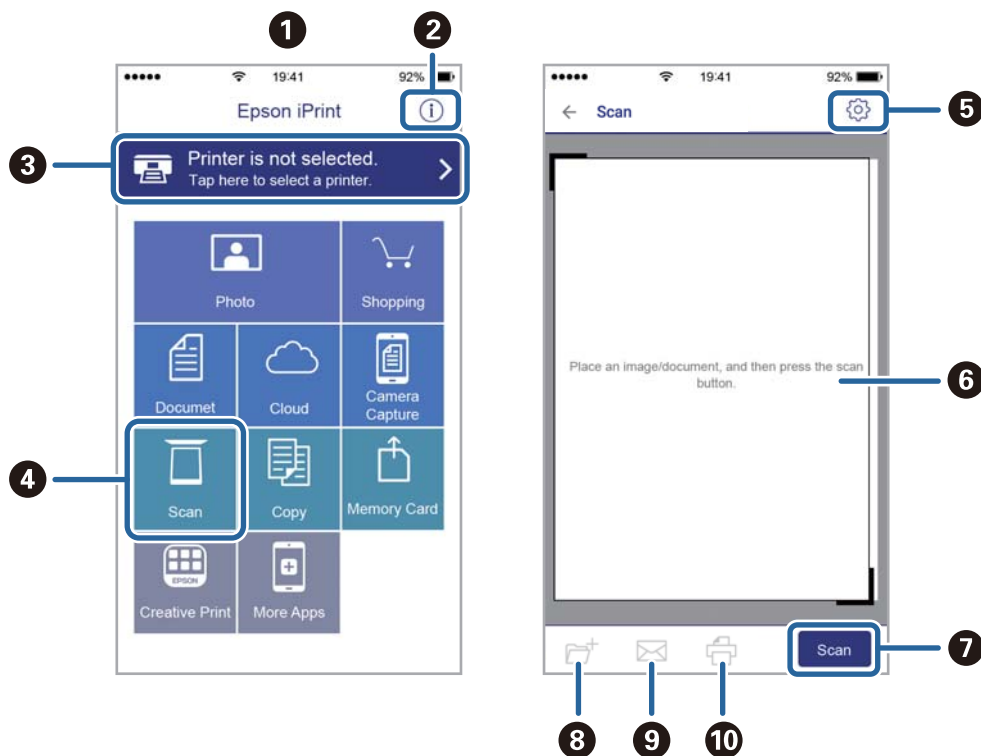 1
2
19:41
92%
Epson iPrint
i
3
Printer is not selected.
Tap here to select a printer.
Photo
Shopping
Documet
Cloud
Camera
Capture
4
Scan
Copy
Memory Card
EPSON
Creative Print
More Apps
19:41
92%
Scan
5
Place an image/document, and then press the scan
button.
6
Scan
7
8
9
10